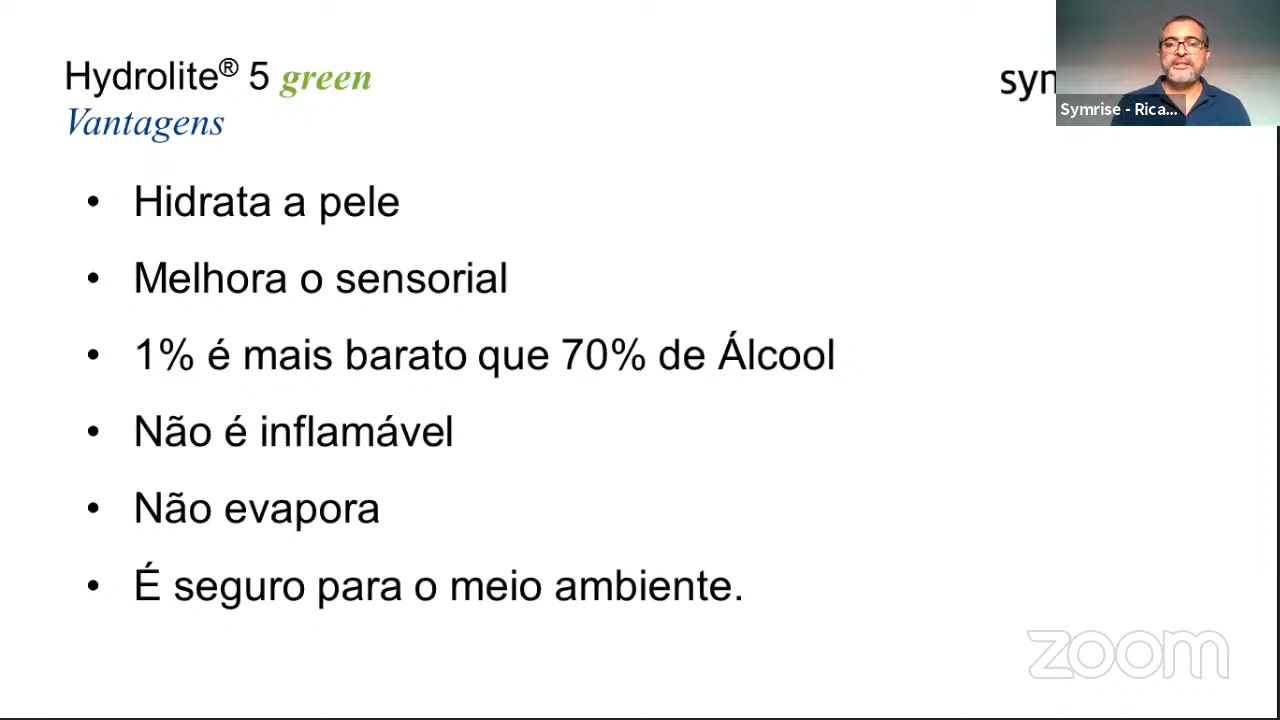 Hydrolite® 5 green
Vantagens
sym
Symrise - Rica...
• Hidrata a pele
• Melhora o sensorial
• 1% é mais barato que 70% de Álcool
• Não é inflamável
• Não evapora
• É seguro para o meio ambiente.
zoom